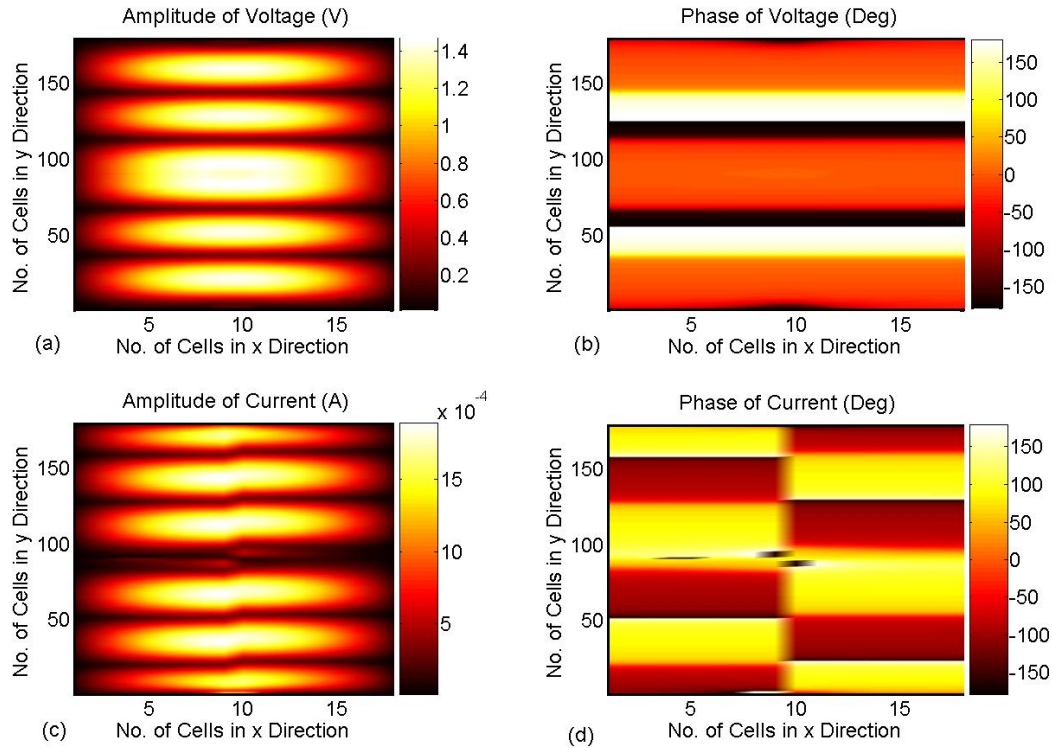 Amplitude of Voltage (V)
No. of Cells in y Direction
150
100
50
5
10
15
No. of Cells in x Direction
1.4
1.2
1
0.8
0.6
0.4
0.2
(a)
Phase of Voltage (Deg)
No. of Cells in y Direction
150
100
50
5
10
15
No. of Cells in x Direction
150
100
50
0
-50
-100
-150
(b)
Amplitude of Current (A)
x 10^-4
No. of Cells in y Direction
150
100
50
5
10
15
No. of Cells in x Direction
15
10
5
(c)
Phase of Current (Deg)
No. of Cells in y Direction
150
100
50
5
10
15
No. of Cells in x Direction
150
100
50
0
-50
-100
-150
(d)